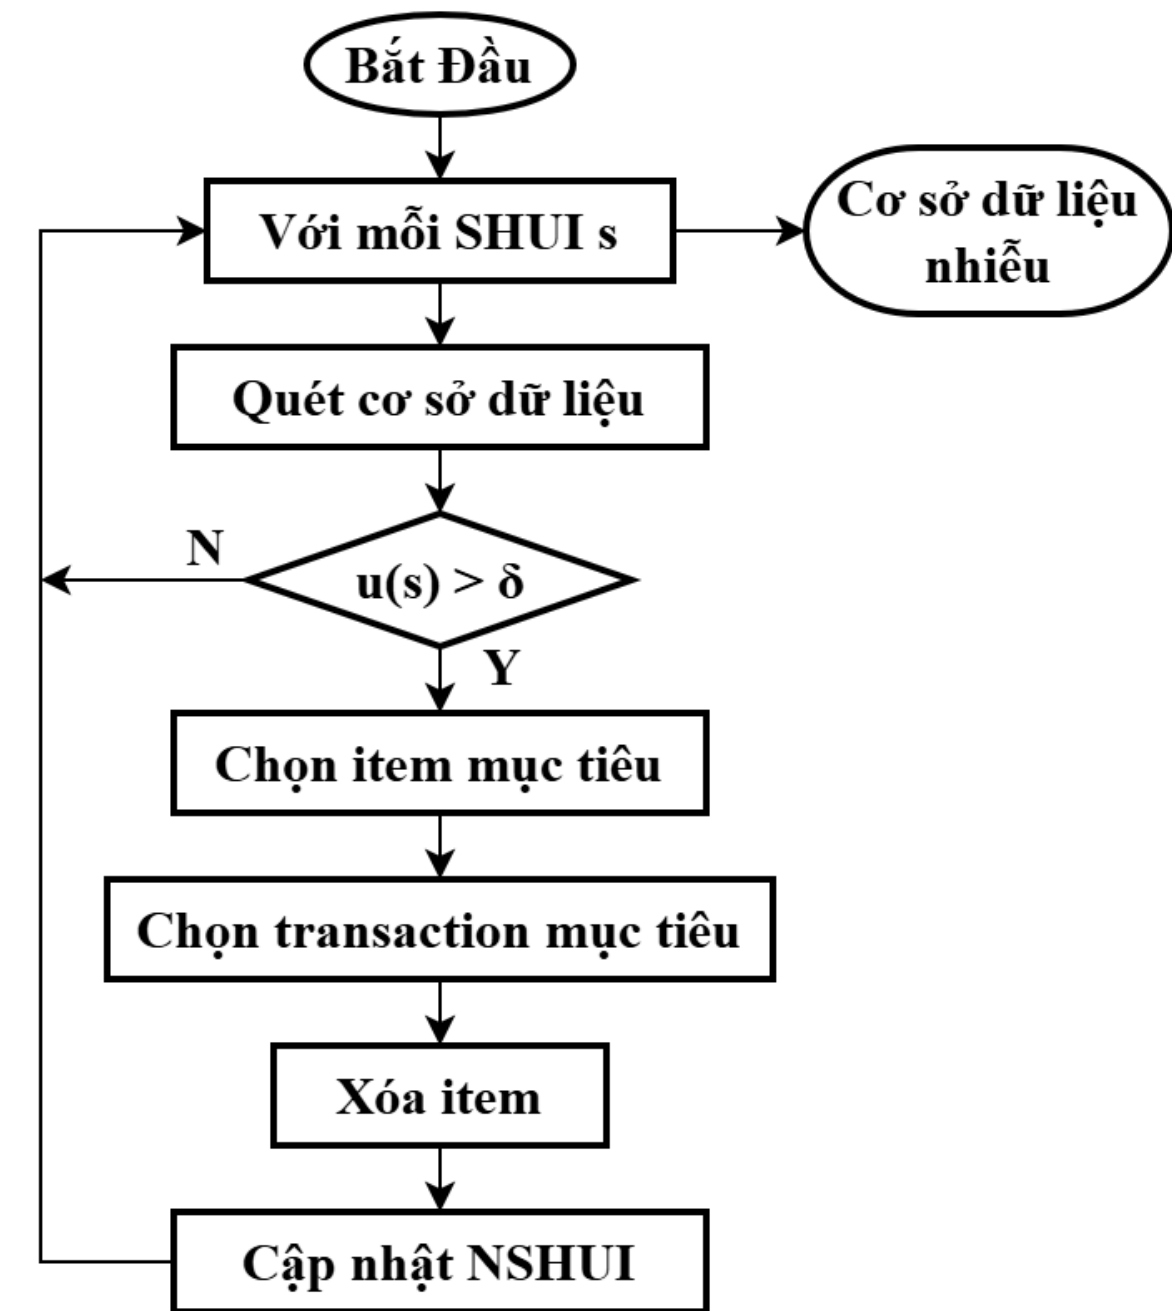 Bắt Đầu
Với mỗi SHUI s
Cơ sở dữ liệu
nhiễu
Quét cơ sở dữ liệu
N
u(s) > δ
Y
Chọn item mục tiêu
Chọn transaction mục tiêu
Xóa item
Cập nhật NSHUI